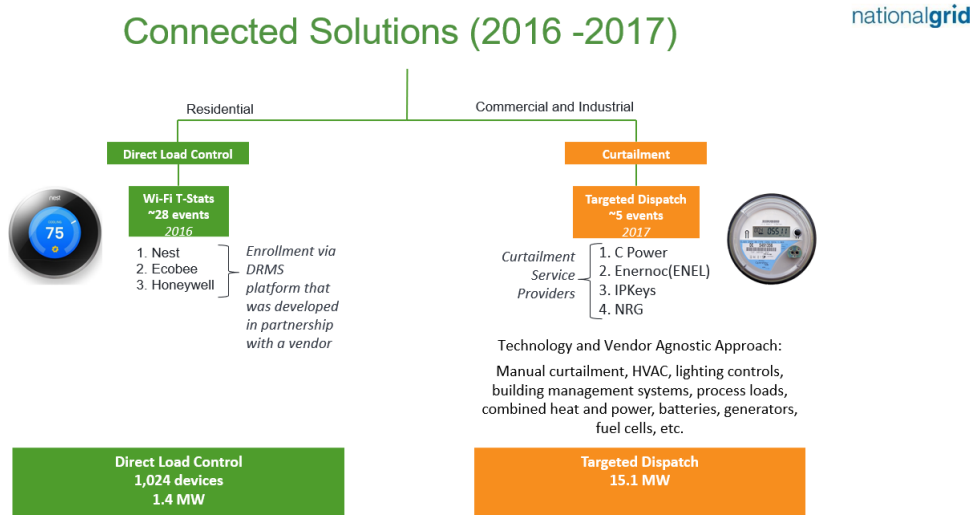 nationalgrid
Connected Solutions (2016 -2017)
Residential
Commercial and Industrial
Direct Load Control
Wi-Fi T-Stats
~28 events
2016
nest
75
1. Nest
2. Ecobee
3. Honeywell
Enrollment via
DRMS
platform that
was developed
in partnership
with a vendor
Curtailment
Targeted Dispatch
~5 events
2017
Curtailment
Service
Providers
1. C Power
2. Enernoc(ENEL)
3. IPKeys
4. NRG
Technology and Vendor Agnostic Approach:
Manual curtailment, HVAC, lighting controls,
building management systems, process loads,
combined heat and power, batteries, generators,
fuel cells, etc.
Direct Load Control
1,024 devices
1.4 MW
Targeted Dispatch
15.1 MW